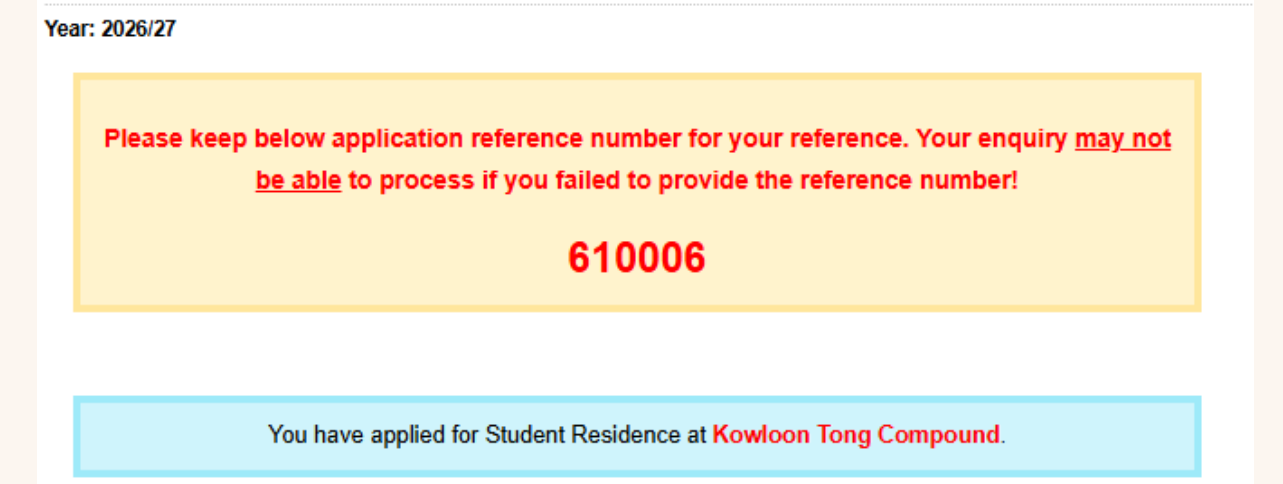 Year: 2026/27
Please keep below application reference number for your reference. Your enquiry may not
be able to process if you failed to provide the reference number!
610006
You have applied for Student Residence at Kowloon Tong Compound.